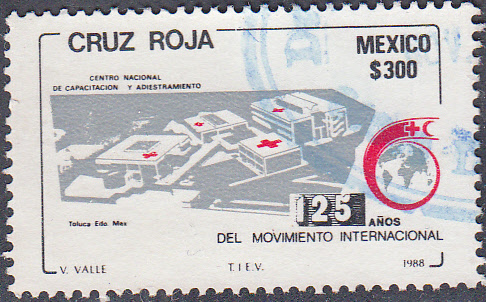 CRUZ ROJA
MEXICO
$300
CENTRO NACIONAL
DE CAPACITACION Y ADIESTRAMIENTO
Toluca Edo Mex
125 AÑOS
DEL MOVIMIENTO INTERNACIONAL
V. VALLE
T.I.E.V.
1988